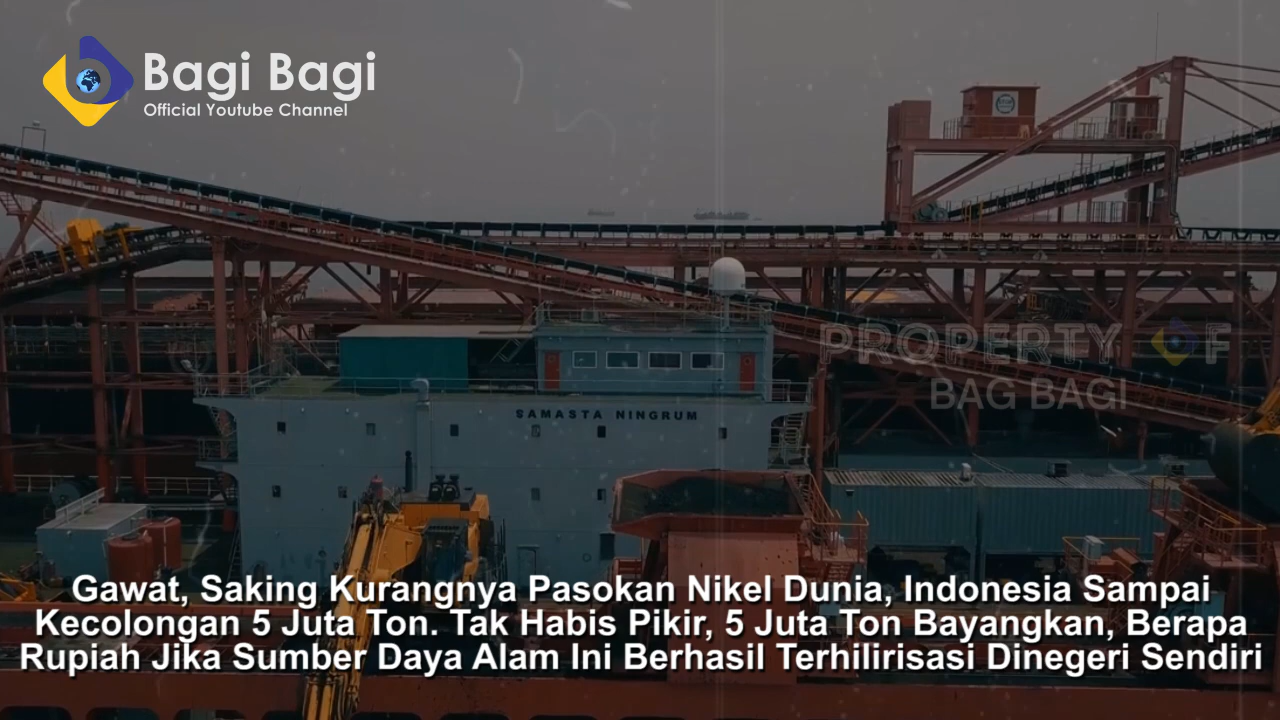 Bagi Bagi
Official Youtube Channel
PROPERTY F
BAG BAGI
SAMASTA NINGRUM
Gawat, Saking Kurangnya Pasokan Nikel Dunia, Indonesia Sampai
Kecolongan 5 Juta Ton. Tak Habis Pikir, 5 Juta Ton Bayangkan, Berapa
Rupiah Jika Sumber Daya Alam Ini Berhasil Terhilirisasi Dinegeri Sendiri